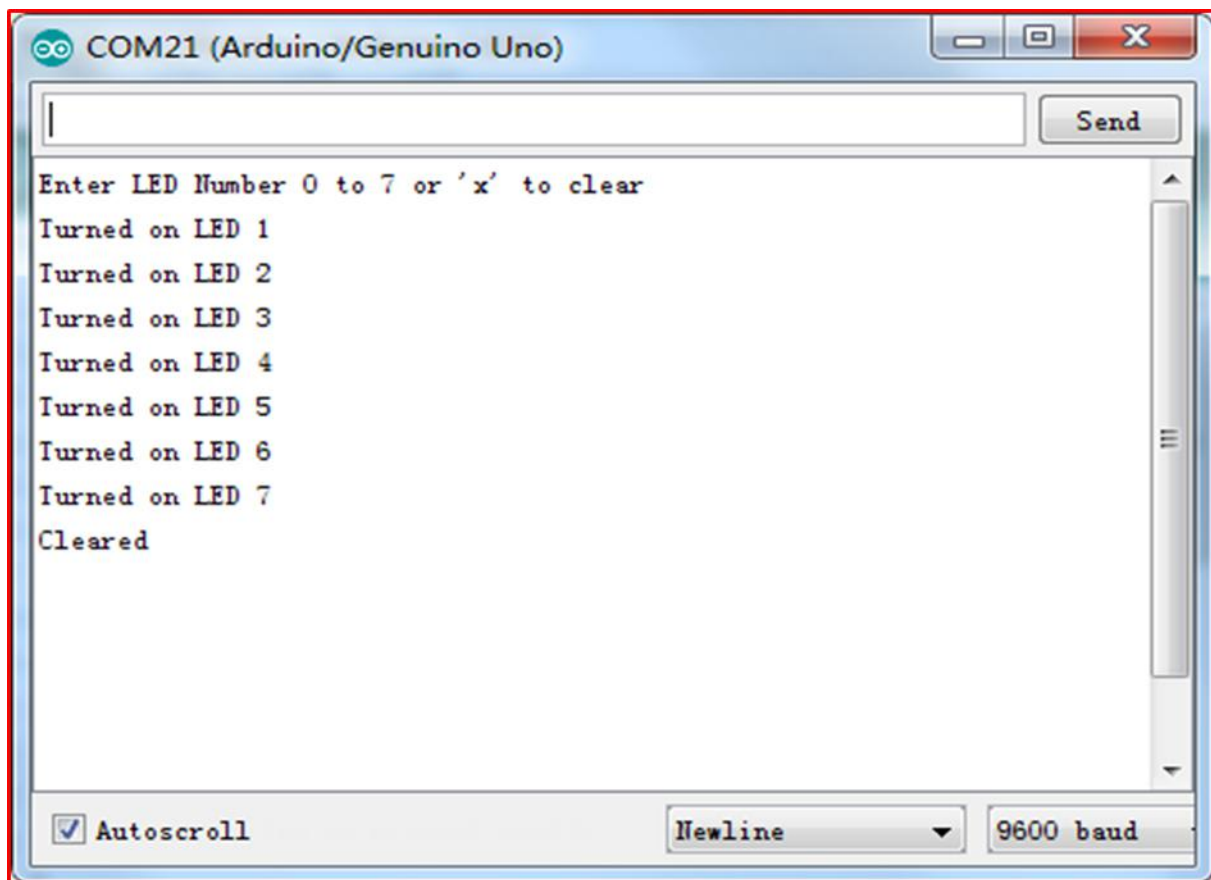 COM21 (Arduino/Genuino Uno)
Send
Enter LED Number 0 to 7 or 'x' to clear
Turned on LED 1
Turned on LED 2
Turned on LED 3
Turned on LED 4
Turned on LED 5
Turned on LED 6
Turned on LED 7
Cleared
Autoscroll
Newline
9600 baud